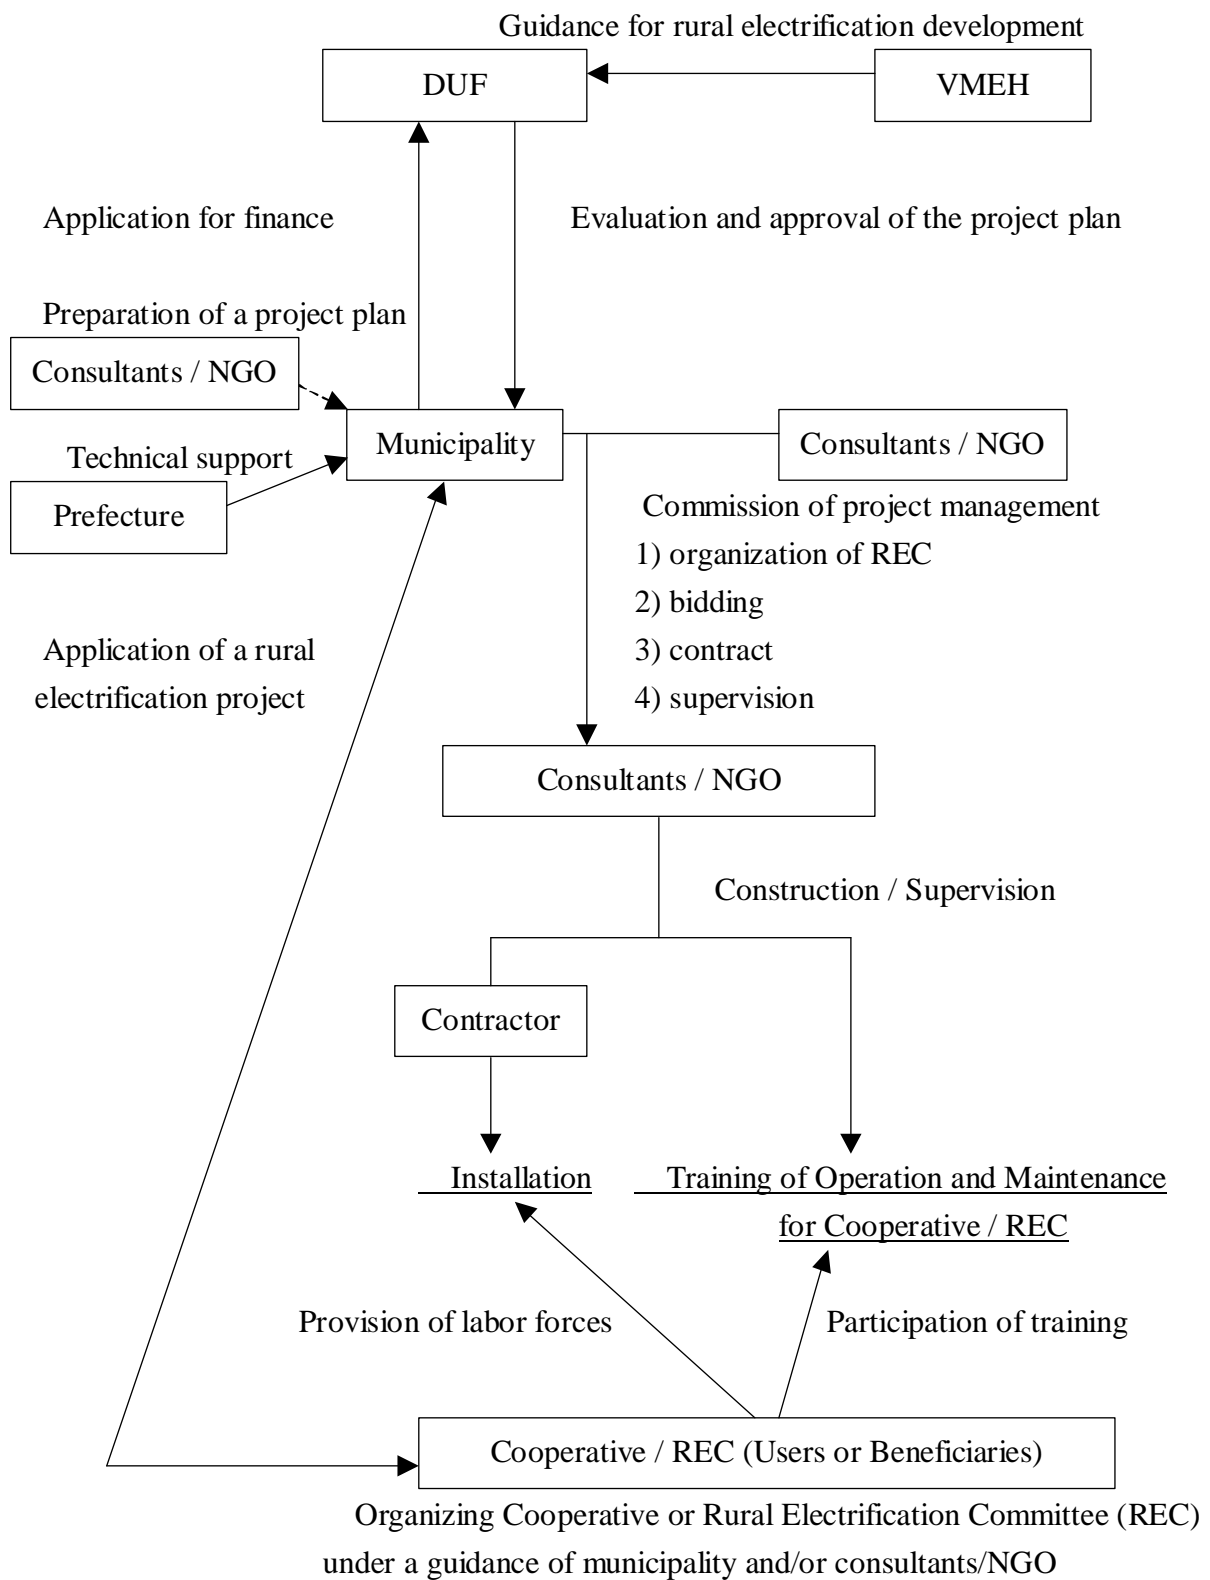 Guidance for rural electrification development
DUF
VMEH
Application for finance
Evaluation and approval of the project plan
Preparation of a project plan
Consultants / NGO
Municipality
Consultants / NGO
Technical support
Prefecture
Commission of project management
1) organization of REC
2) bidding
3) contract
4) supervision
Application of a rural
electrification project
Consultants / NGO
Construction / Supervision
Contractor
Installation
Training of Operation and Maintenance
for Cooperative / REC
Provision of labor forces
Participation of training
Cooperative / REC (Users or Beneficiaries)
Organizing Cooperative or Rural Electrification Committee (REC)
under a guidance of municipality and/or consultants/NGO